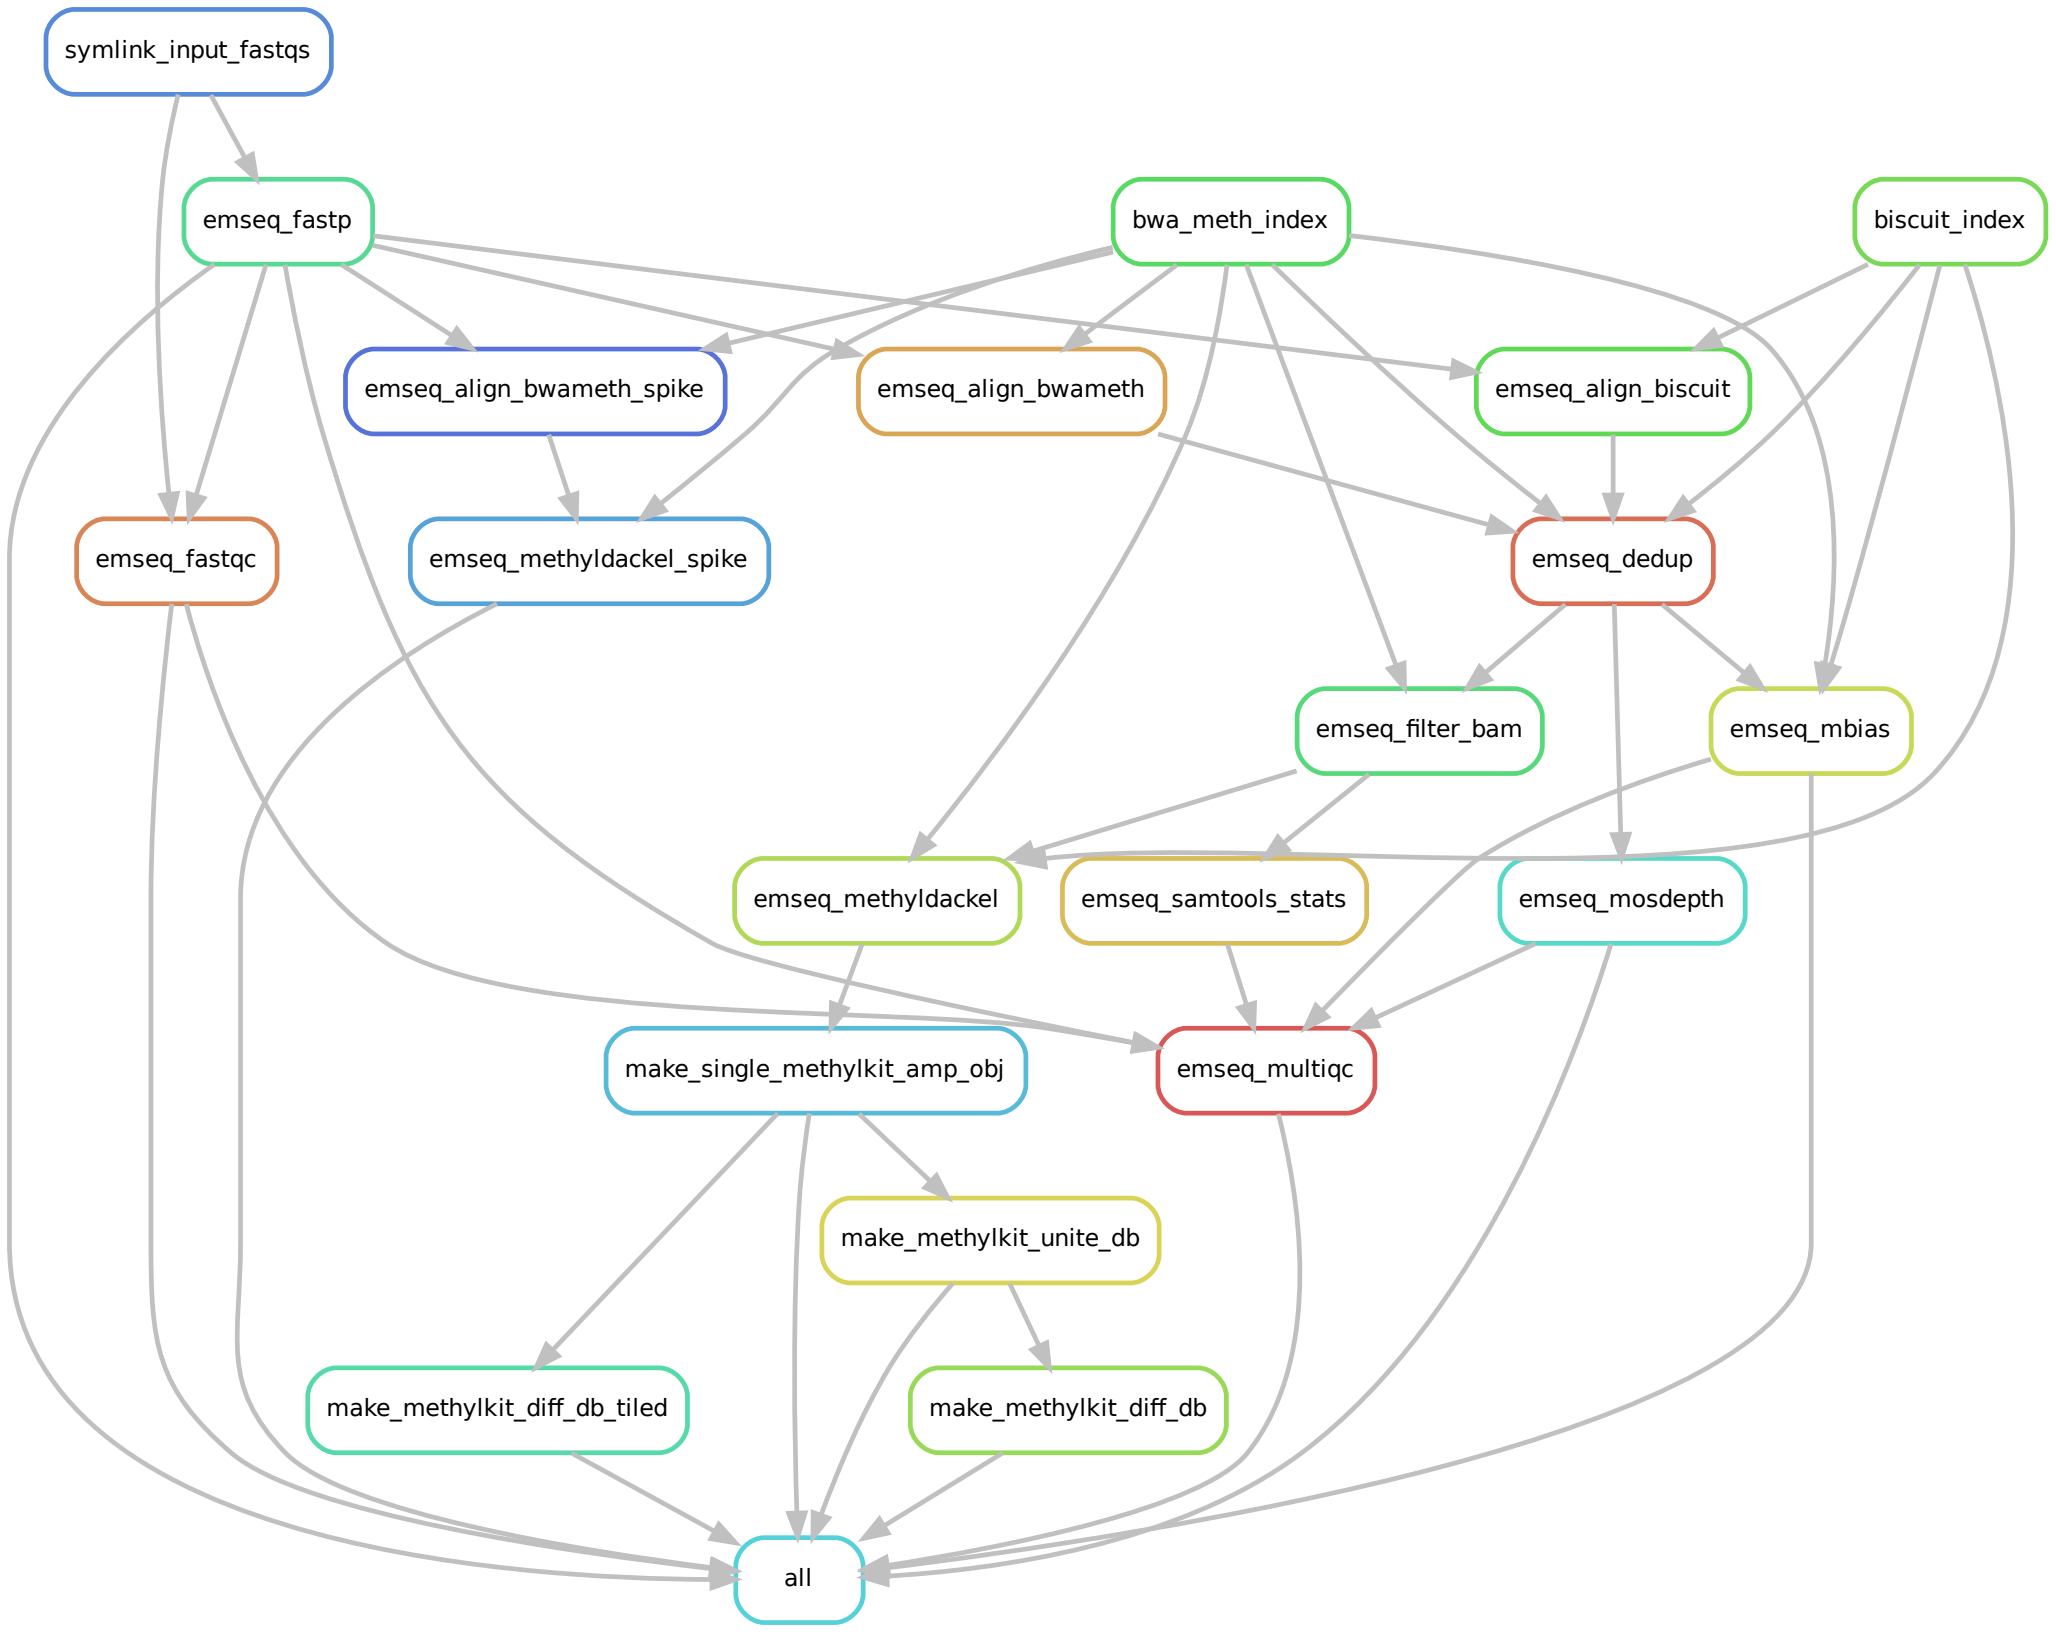 symlink_input_fastqs
emseq_fastp
bwa_meth_index
biscuit_index
emseq_align_bwameth_spike
emseq_align_bwameth
emseq_align_biscuit
emseq_fastqc
emseq_methyldackel_spike
emseq_dedup
emseq_filter_bam
emseq_mbias
emseq_methyldackel
emseq_samtools_stats
emseq_mosdepth
make_single_methylkit_amp_obj
emseq_multiqc
make_methylkit_unite_db
make_methylkit_diff_db_tiled
make_methylkit_diff_db
all